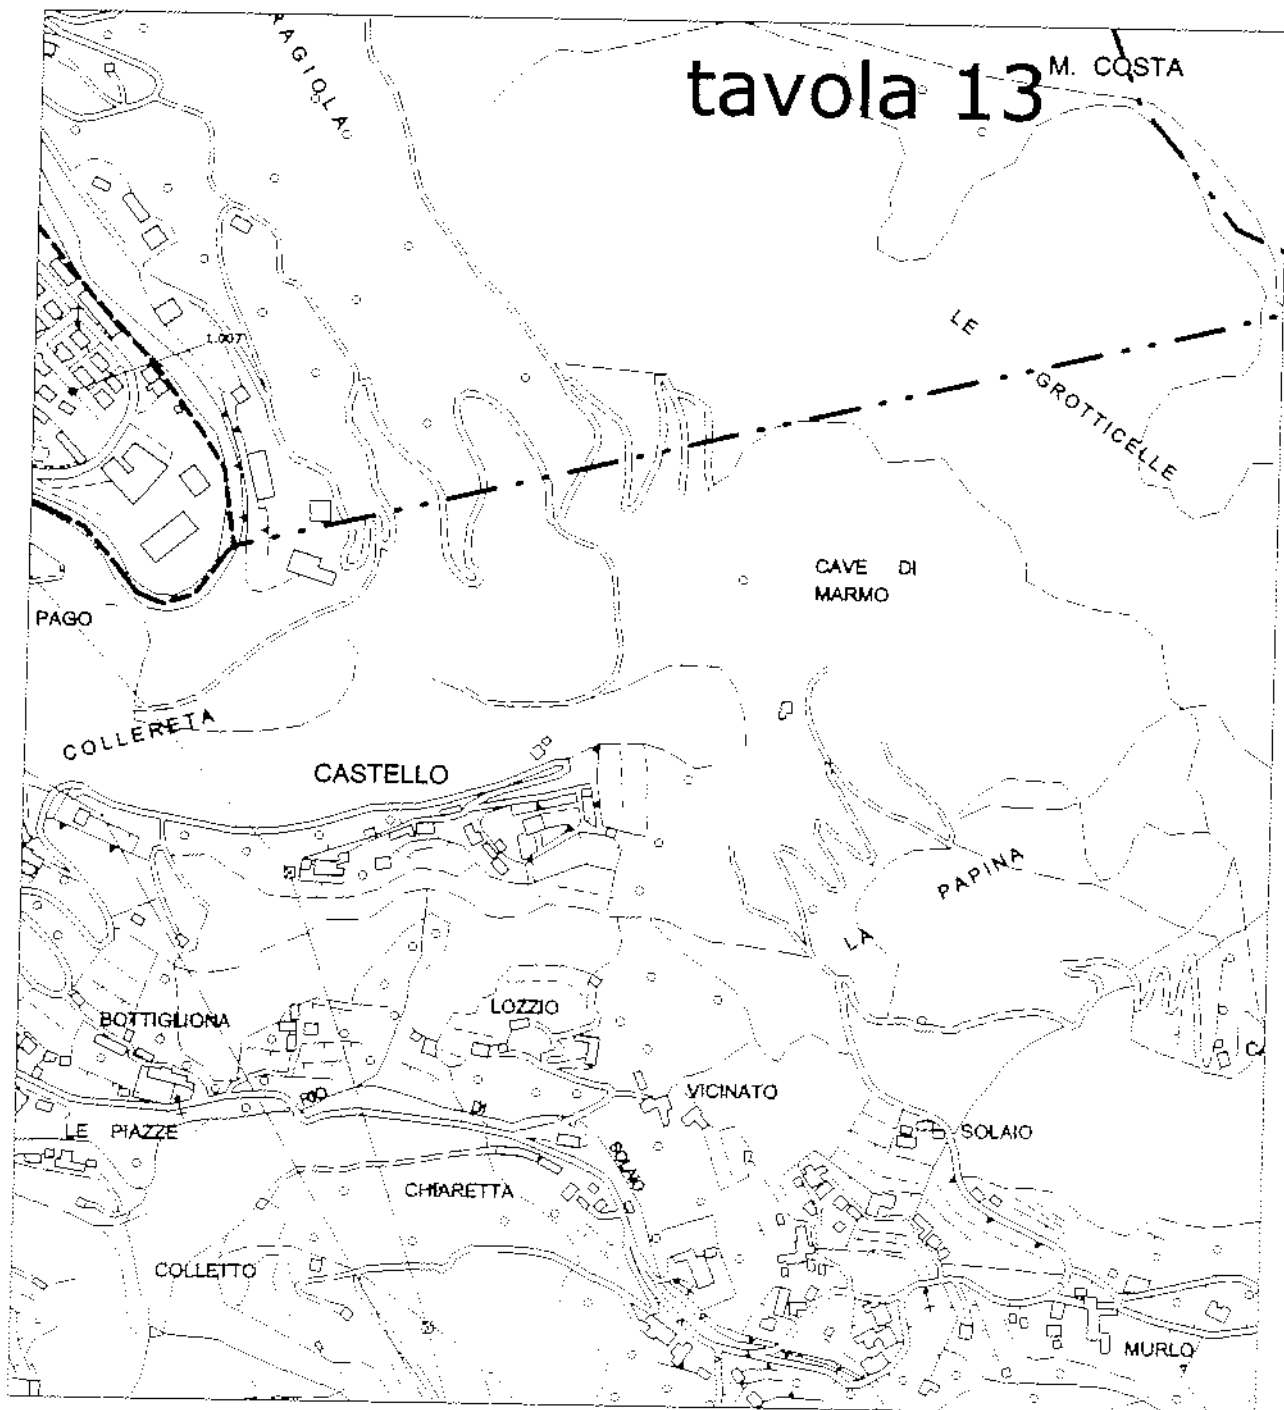 PAGIOLA
tavola 13
M. COSTA
LE
GROTTICELLE
1.007
CAVE DI
MARMO
PAGO
COLLERETA
CASTELLO
LA PAPINA
BOTTIGLIONA
LOZZIO
RIO
DI
SOLAIO
VICINATO
LE PIAZZE
SOLAIO
CHIARETTA
COLLETTO
MURLO